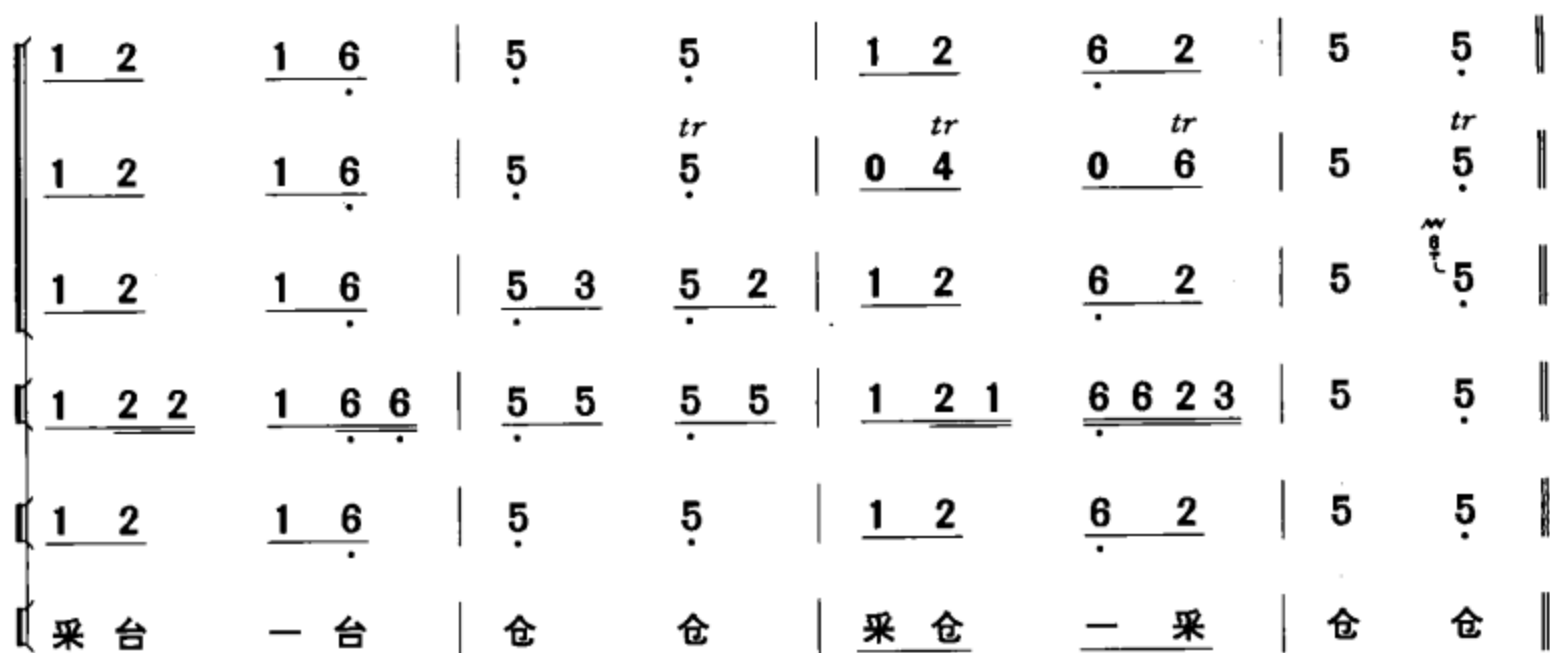 1 2 1 6 | 5 5 | 1 2 6 2 | 5 5
tr tr tr tr
1 2 1 6 | 5 5 | 0 4 0 6 | 5 5
1 2 1 6 | 5 3 5 2 | 1 2 6 2 | 5 6 5
1 2 2 1 6 6 | 5 5 5 5 | 1 2 1 6 6 2 3 | 5 5
1 2 1 6 | 5 5 | 1 2 6 2 | 5 5
采 台 一 台 | 仓 仓 | 采 仓 一 采 | 仓 仓